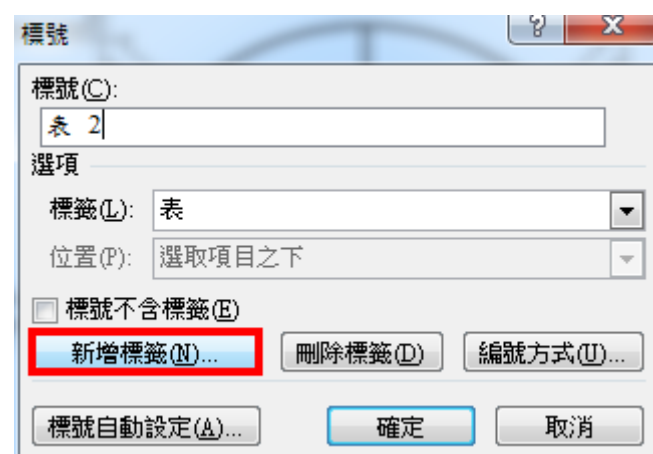 標號
標號(C):
表 2
選項
標籤(L): 表
位置(P): 選取項目之下
標號不含標籤(E)
新增標籤(N)... 刪除標籤(D) 編號方式(U)...
標號自動設定(A)... 確定 取消